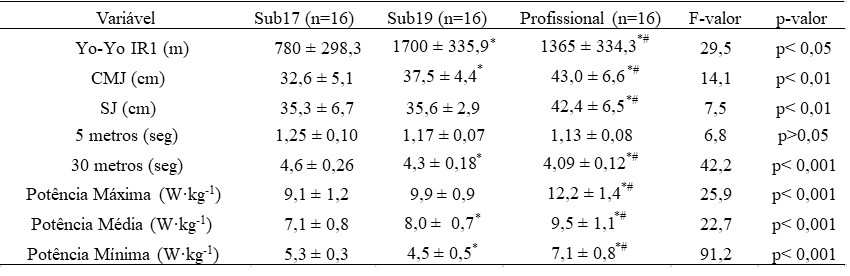 Variável Sub17 (n=16) Sub19 (n=16) Profissional (n=16) F-valor p-valor
Yo-Yo IR1 (m) 780 ± 298,3 1700 ± 335,9* 1365 ± 334,3*# 29,5 p< 0,05
CMJ (cm) 32,6 ± 5,1 37,5 ± 4,4* 43,0 ± 6,6*# 14,1 p< 0,01
SJ (cm) 35,3 ± 6,7 35,6 ± 2,9 42,4 ± 6,5*# 7,5 p< 0,01
5 metros (seg) 1,25 ± 0,10 1,17 ± 0,07 1,13 ± 0,08 6,8 p>0,05
30 metros (seg) 4,6 ± 0,26 4,3 ± 0,18* 4,09 ± 0,12*# 42,2 p< 0,001
Potência Máxima (W·kg-1) 9,1 ± 1,2 9,9 ± 0,9 12,2 ± 1,4*# 25,9 p< 0,001
Potência Média (W·kg-1) 7,1 ± 0,8 8,0 ± 0,7* 9,5 ± 1,1*# 22,7 p< 0,001
Potência Mínima (W·kg-1) 5,3 ± 0,3 4,5 ± 0,5* 7,1 ± 0,8*# 91,2 p< 0,001